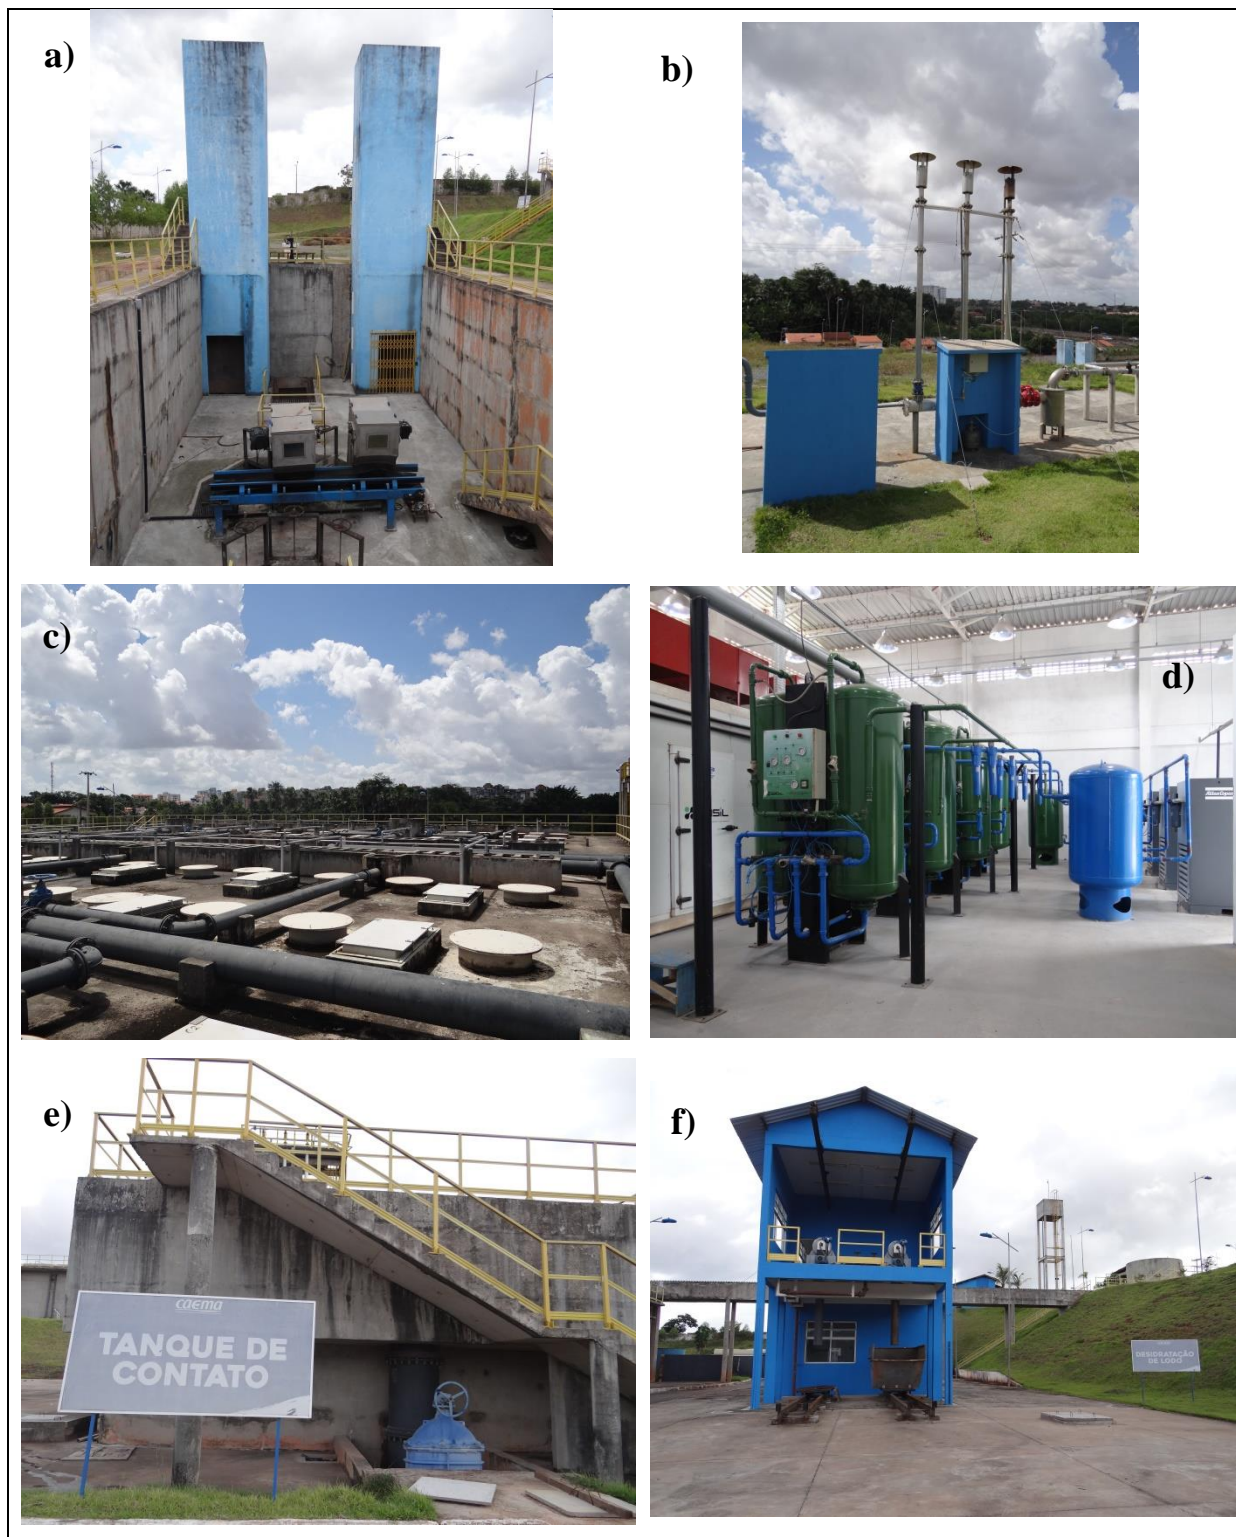 a)
b)
c)
d)
e)
caema
TANQUE DE
CONTATO
f)
DESIDRATAÇÃO
DE LODO